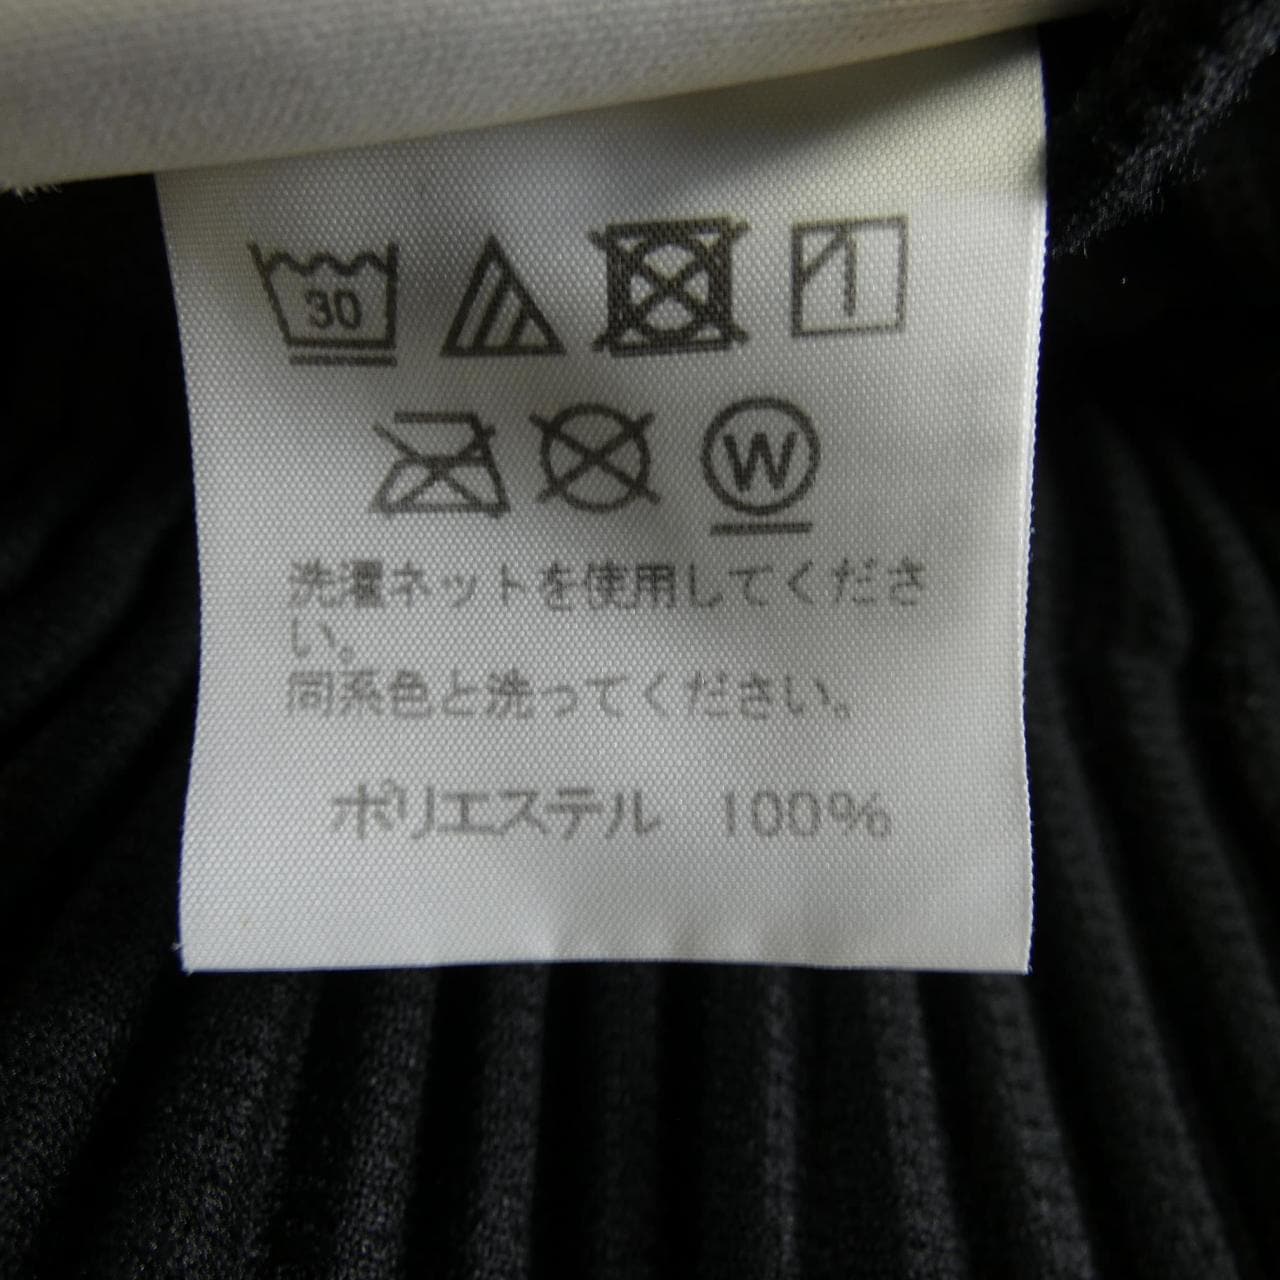 30
W
洗濯ネットを使用してくださ
い。
同系色と洗ってください。
ポリエステル 100%